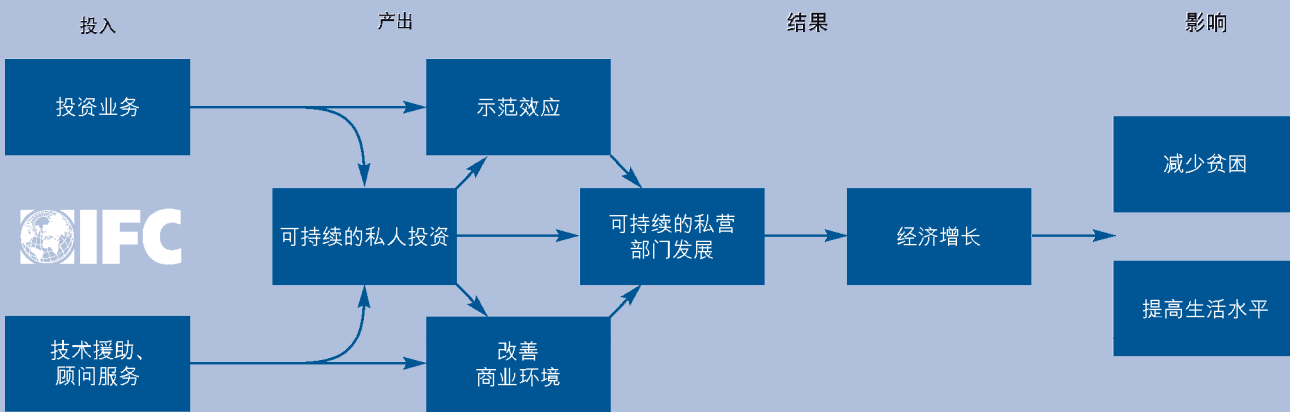 投入
产出
结果
影响
投资业务
示范效应
减少贫困
IFC
可持续的私人投资
可持续的私营
部门发展
经济增长
提高生活水平
技术援助、
顾问服务
改善
商业环境